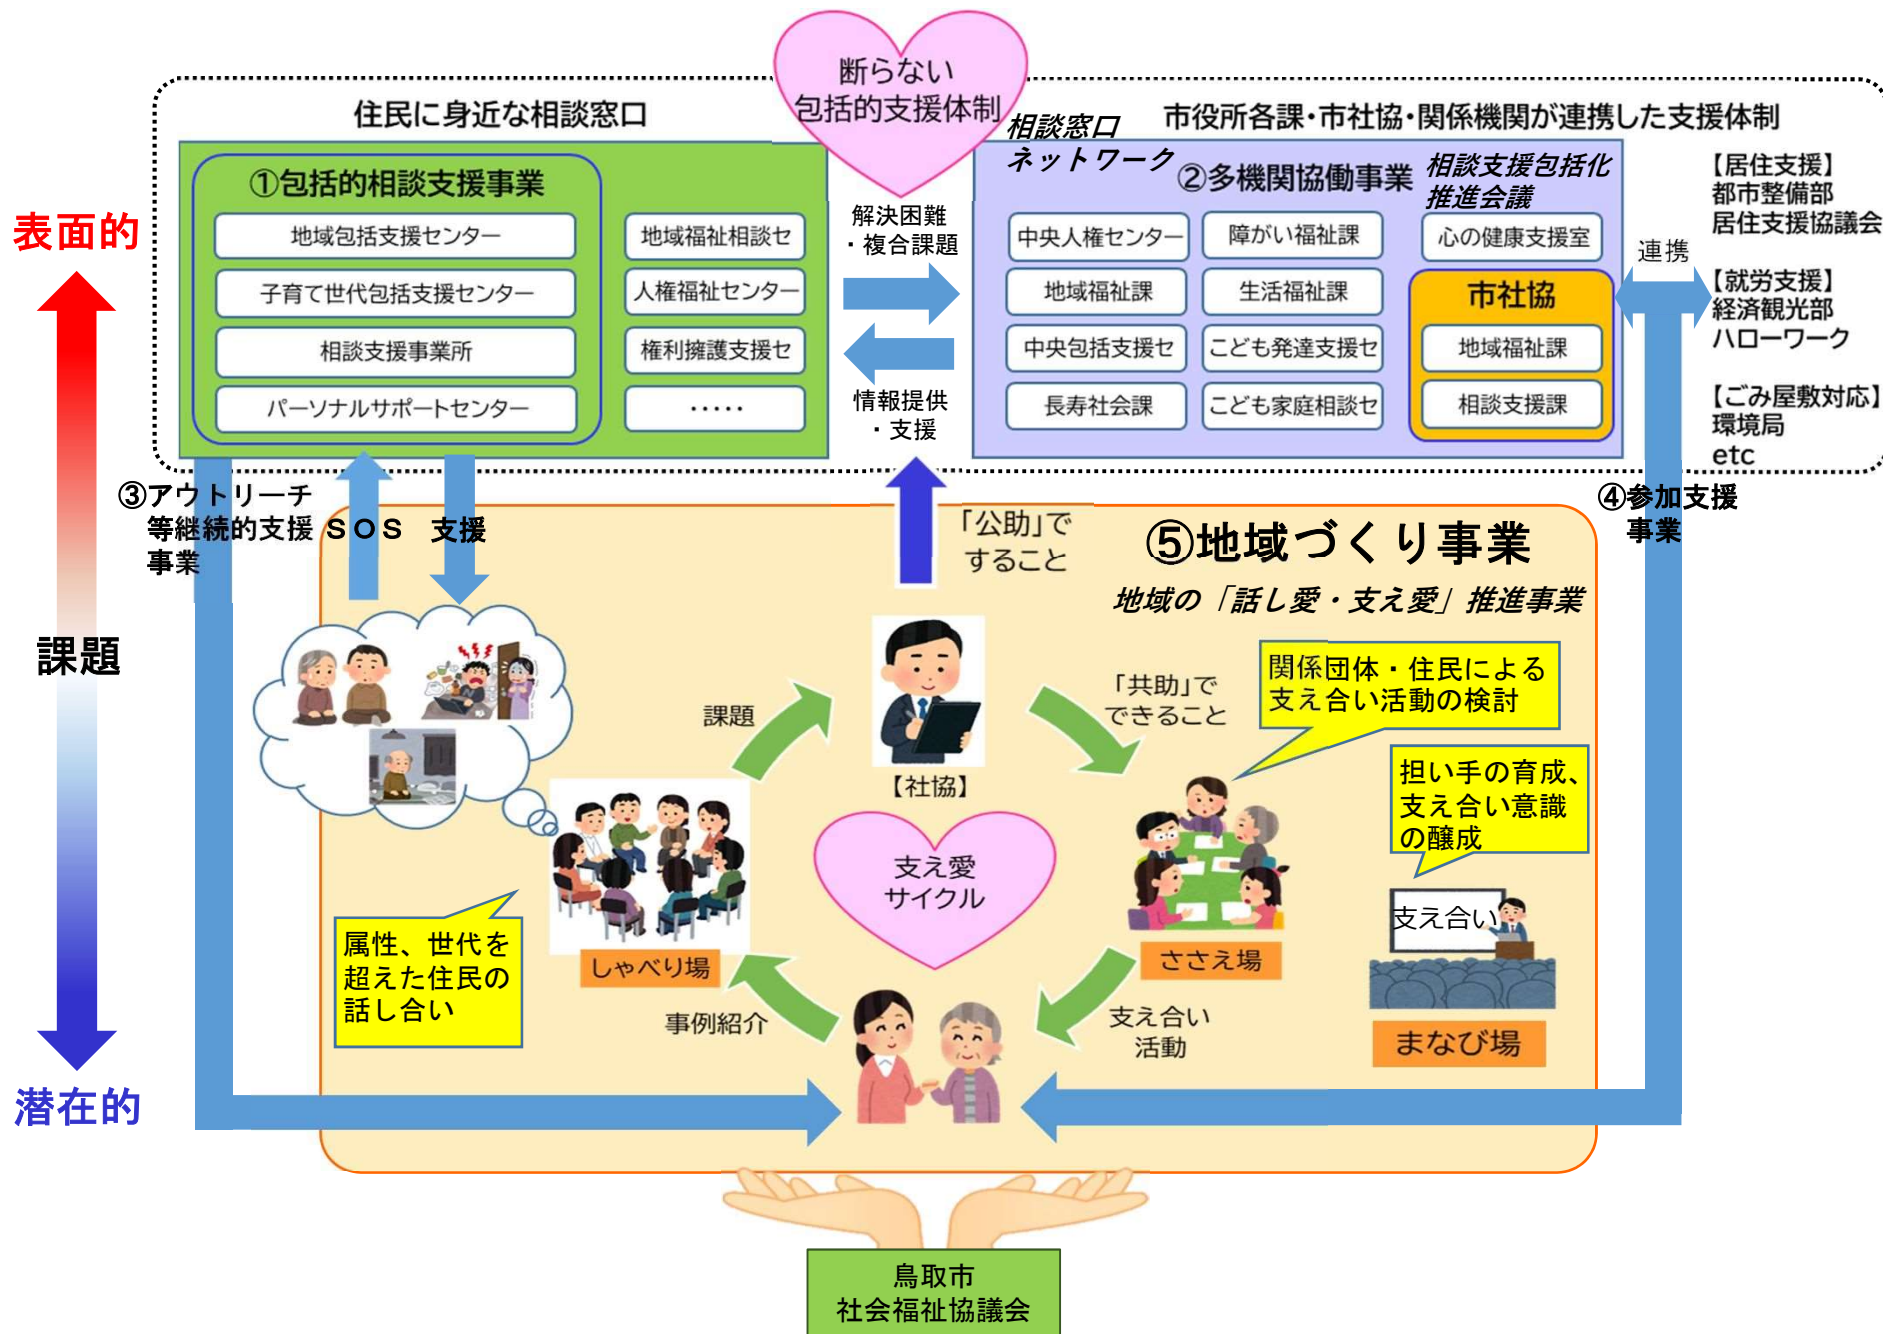 断らない
包括的支援体制
住民に身近な相談窓口
①包括的相談支援事業
地域包括支援センター
子育て世代包括支援センター
相談支援事業所
パーソナルサポートセンター
地域福祉相談セ
人権福祉センター
権利擁護支援セ
・・・・・
解決困難
・複合課題
情報提供
・支援
市役所各課・市社協・関係機関が連携した支援体制
相談窓口
ネットワーク
②多機関協働事業
相談支援包括化
推進会議
中央人権センター
地域福祉課
中央包括支援セ
長寿社会課
障がい福祉課
生活福祉課
こども発達支援セ
こども家庭相談セ
心の健康支援室
市社協
地域福祉課
相談支援課
連携
【居住支援】
都市整備部
居住支援協議会
【就労支援】
経済観光部
ハローワーク
【ごみ屋敷対応】
環境局
etc
表面的
課題
潜在的
③アウトリーチ
等継続的支援
事業
SOS
支援
「公助」で
すること
④参加支援
事業
⑤地域づくり事業
地域の「話し愛・支え愛」推進事業
課題
【社協】
「共助」で
できること
関係団体・住民による
支え合い活動の検討
担い手の育成、
支え合い意識
の醸成
支え愛
サイクル
支え合い
属性、世代を
超えた住民の
話し合い
しゃべり場
ささえ場
まなび場
事例紹介
支え合い
活動
鳥取市
社会福祉協議会